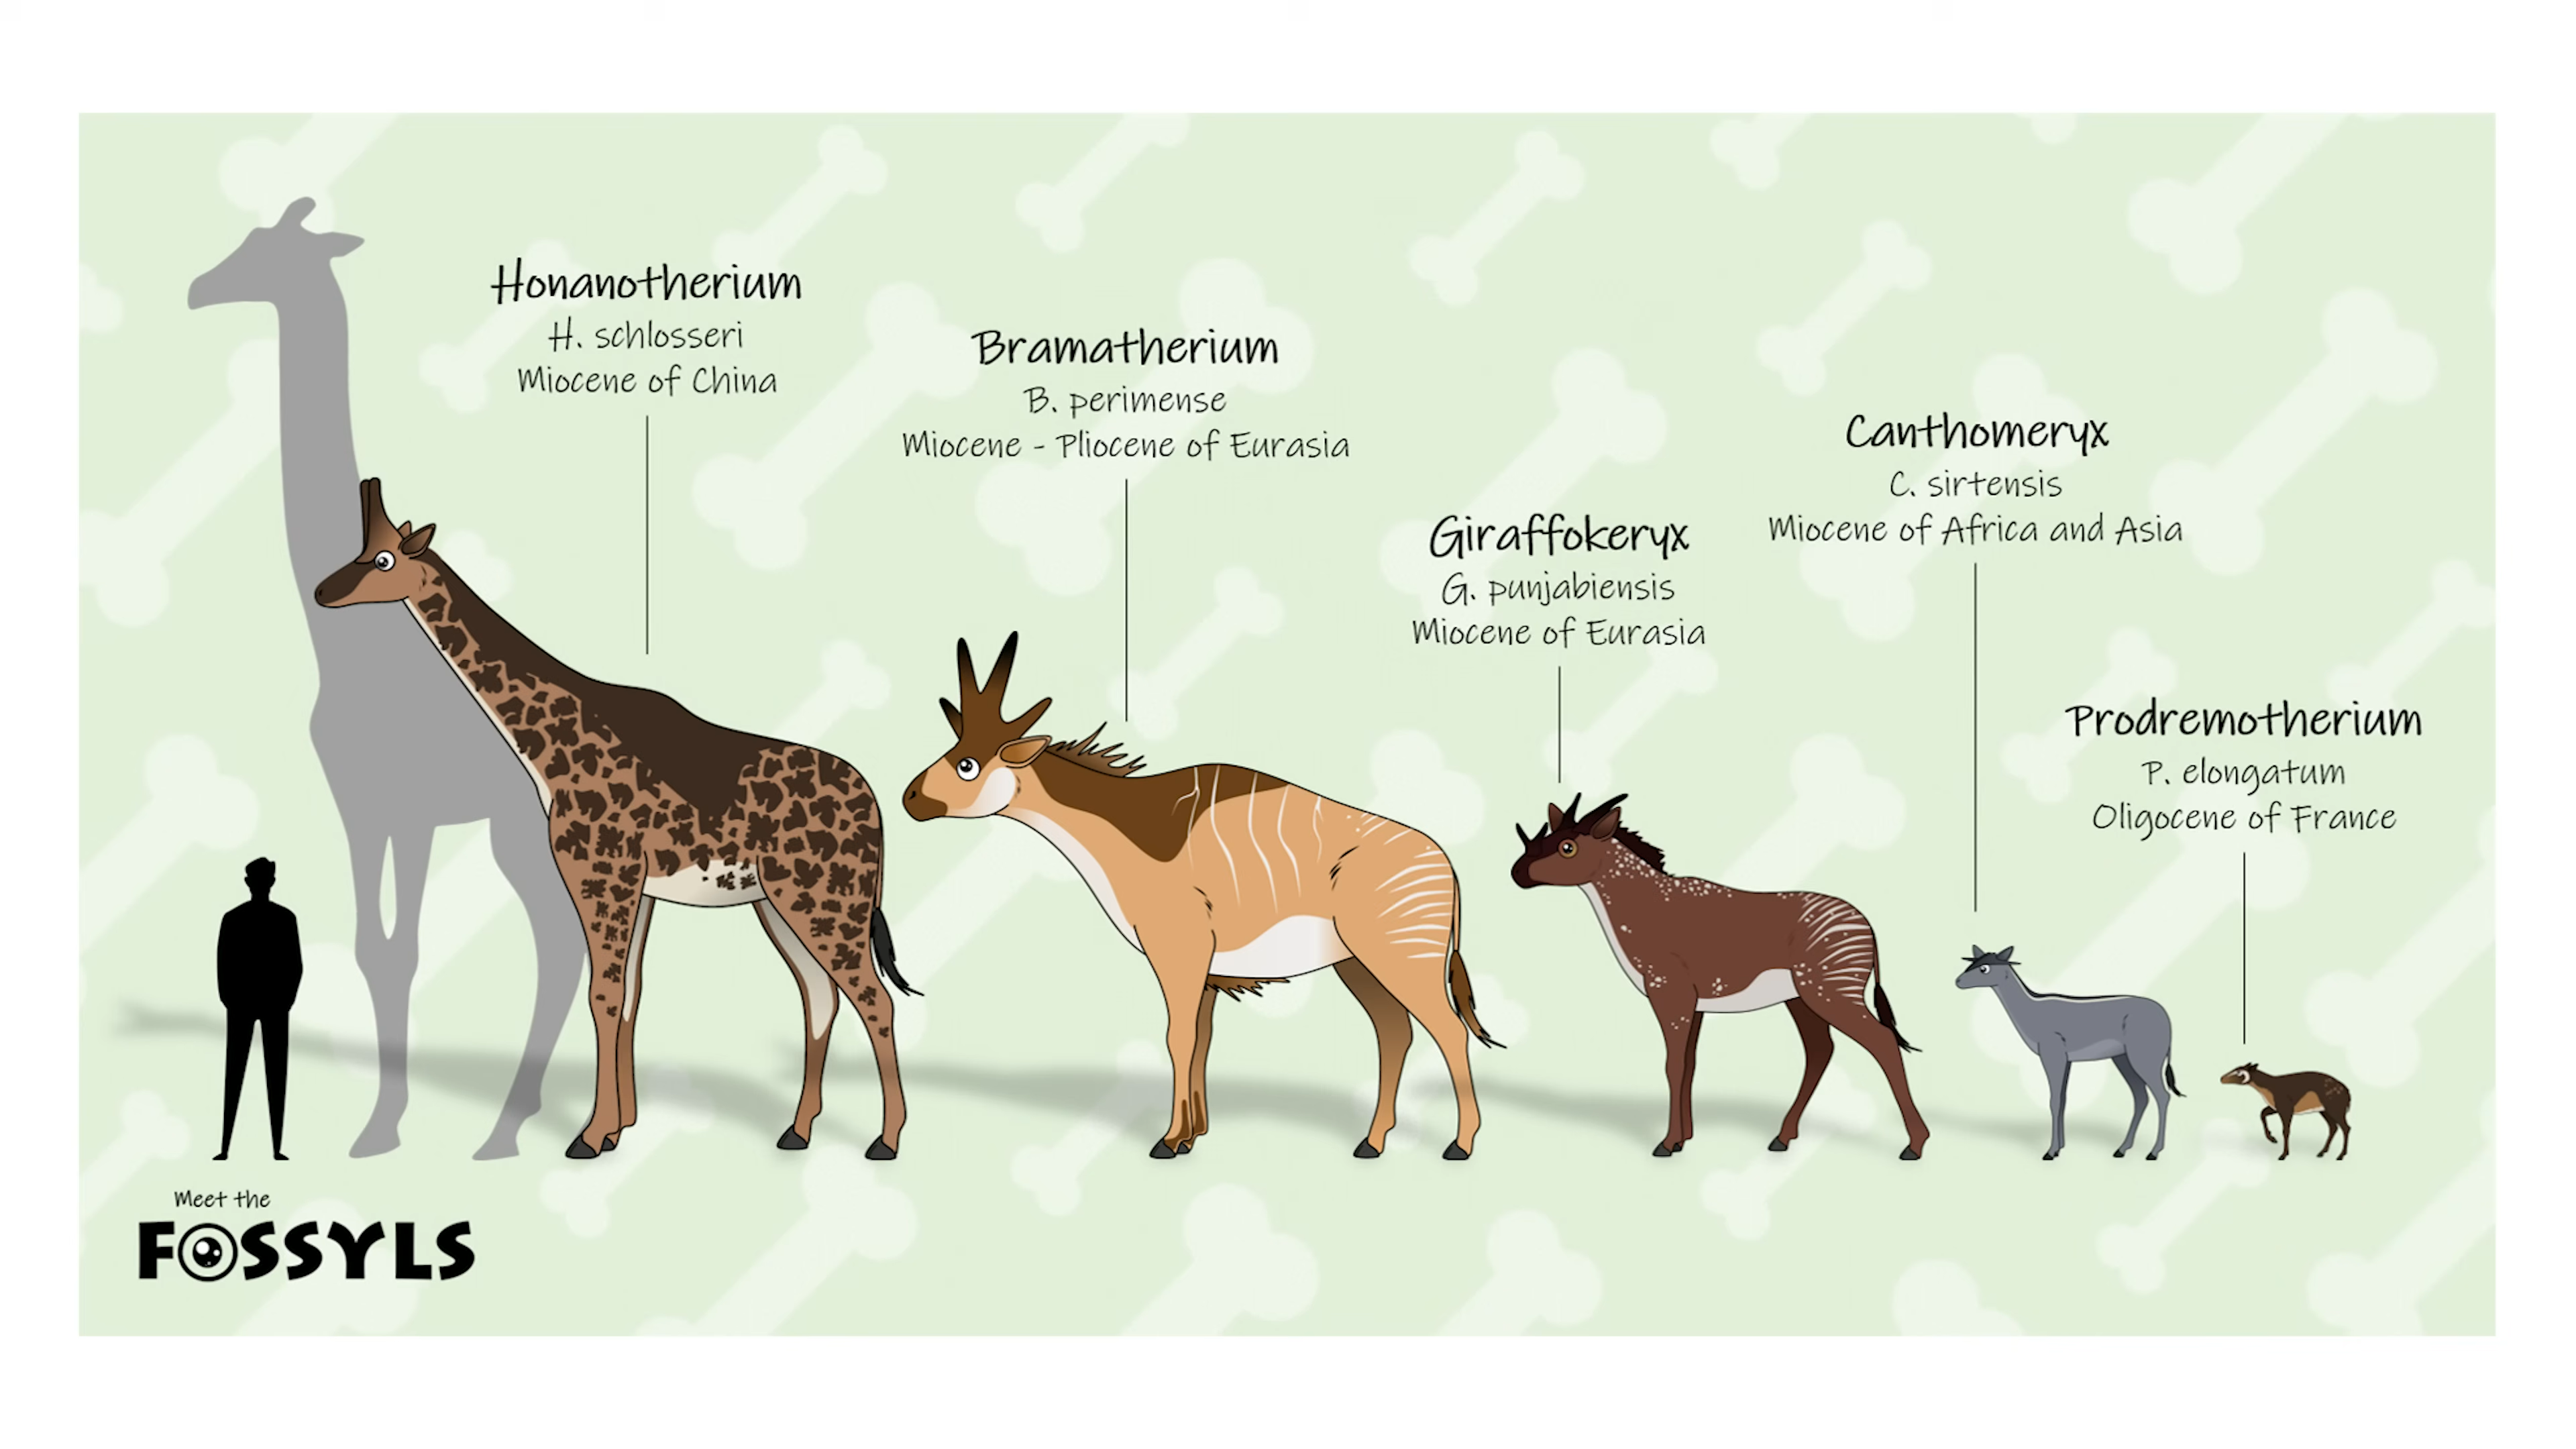 Honanotherium
H. schlosseri
Miocene of China
Bramatherium
B. perimense
Miocene - Pliocene of Eurasia
Giraffokeryx
G. punjabiensis
Miocene of Eurasia
Canthomeryx
C. sirtensis
Miocene of Africa and Asia
Prodremotherium
P. elongatum
Oligocene of France
Meet the
FOSSYLS